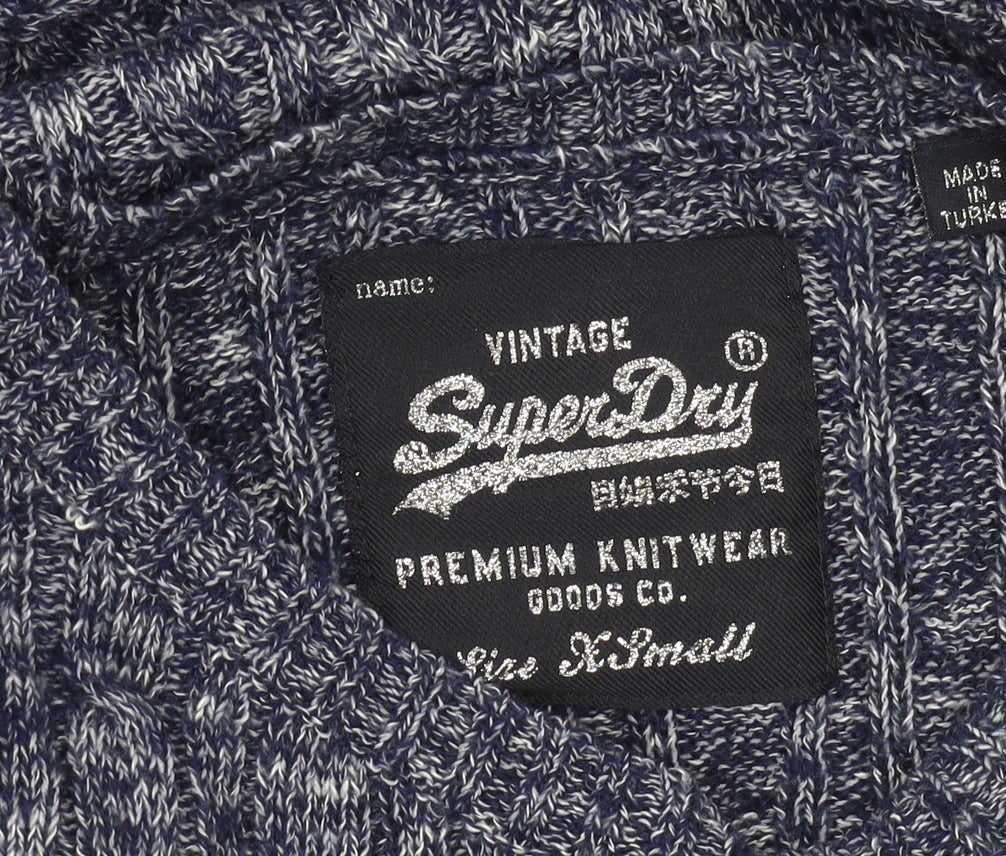 MADE
IN
name:
VINTAGE
SuperDry®
PREMIUM KNITWEAR
GOODS CO.
Size XSmall